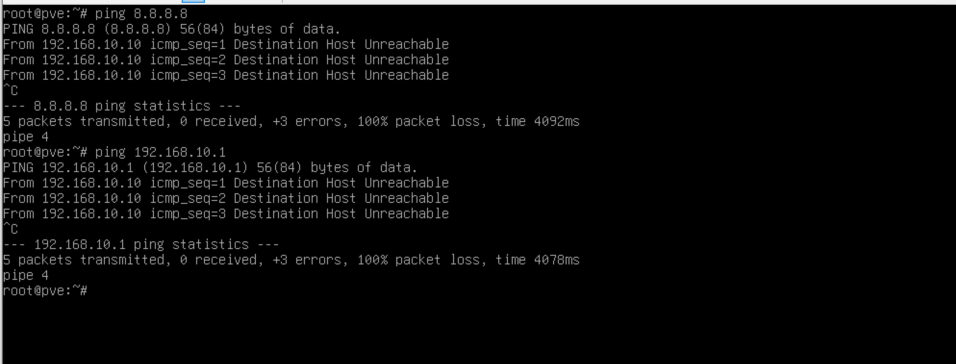 root@pve:~# ping 8.8.8.8
PING 8.8.8.8 (8.8.8.8) 56(84) bytes of data.
From 192.168.10.10 icmp_seq=1 Destination Host Unreachable
From 192.168.10.10 icmp_seq=2 Destination Host Unreachable
From 192.168.10.10 icmp_seq=3 Destination Host Unreachable
^C
--- 8.8.8.8 ping statistics ---
5 packets transmitted, 0 received, +3 errors, 100% packet loss, time 4092ms
pipe 4
root@pve:~# ping 192.168.10.1
PING 192.168.10.1 (192.168.10.1) 56(84) bytes of data.
From 192.168.10.10 icmp_seq=1 Destination Host Unreachable
From 192.168.10.10 icmp_seq=2 Destination Host Unreachable
From 192.168.10.10 icmp_seq=3 Destination Host Unreachable
^C
--- 192.168.10.1 ping statistics ---
5 packets transmitted, 0 received, +3 errors, 100% packet loss, time 4078ms
pipe 4
root@pve:~#